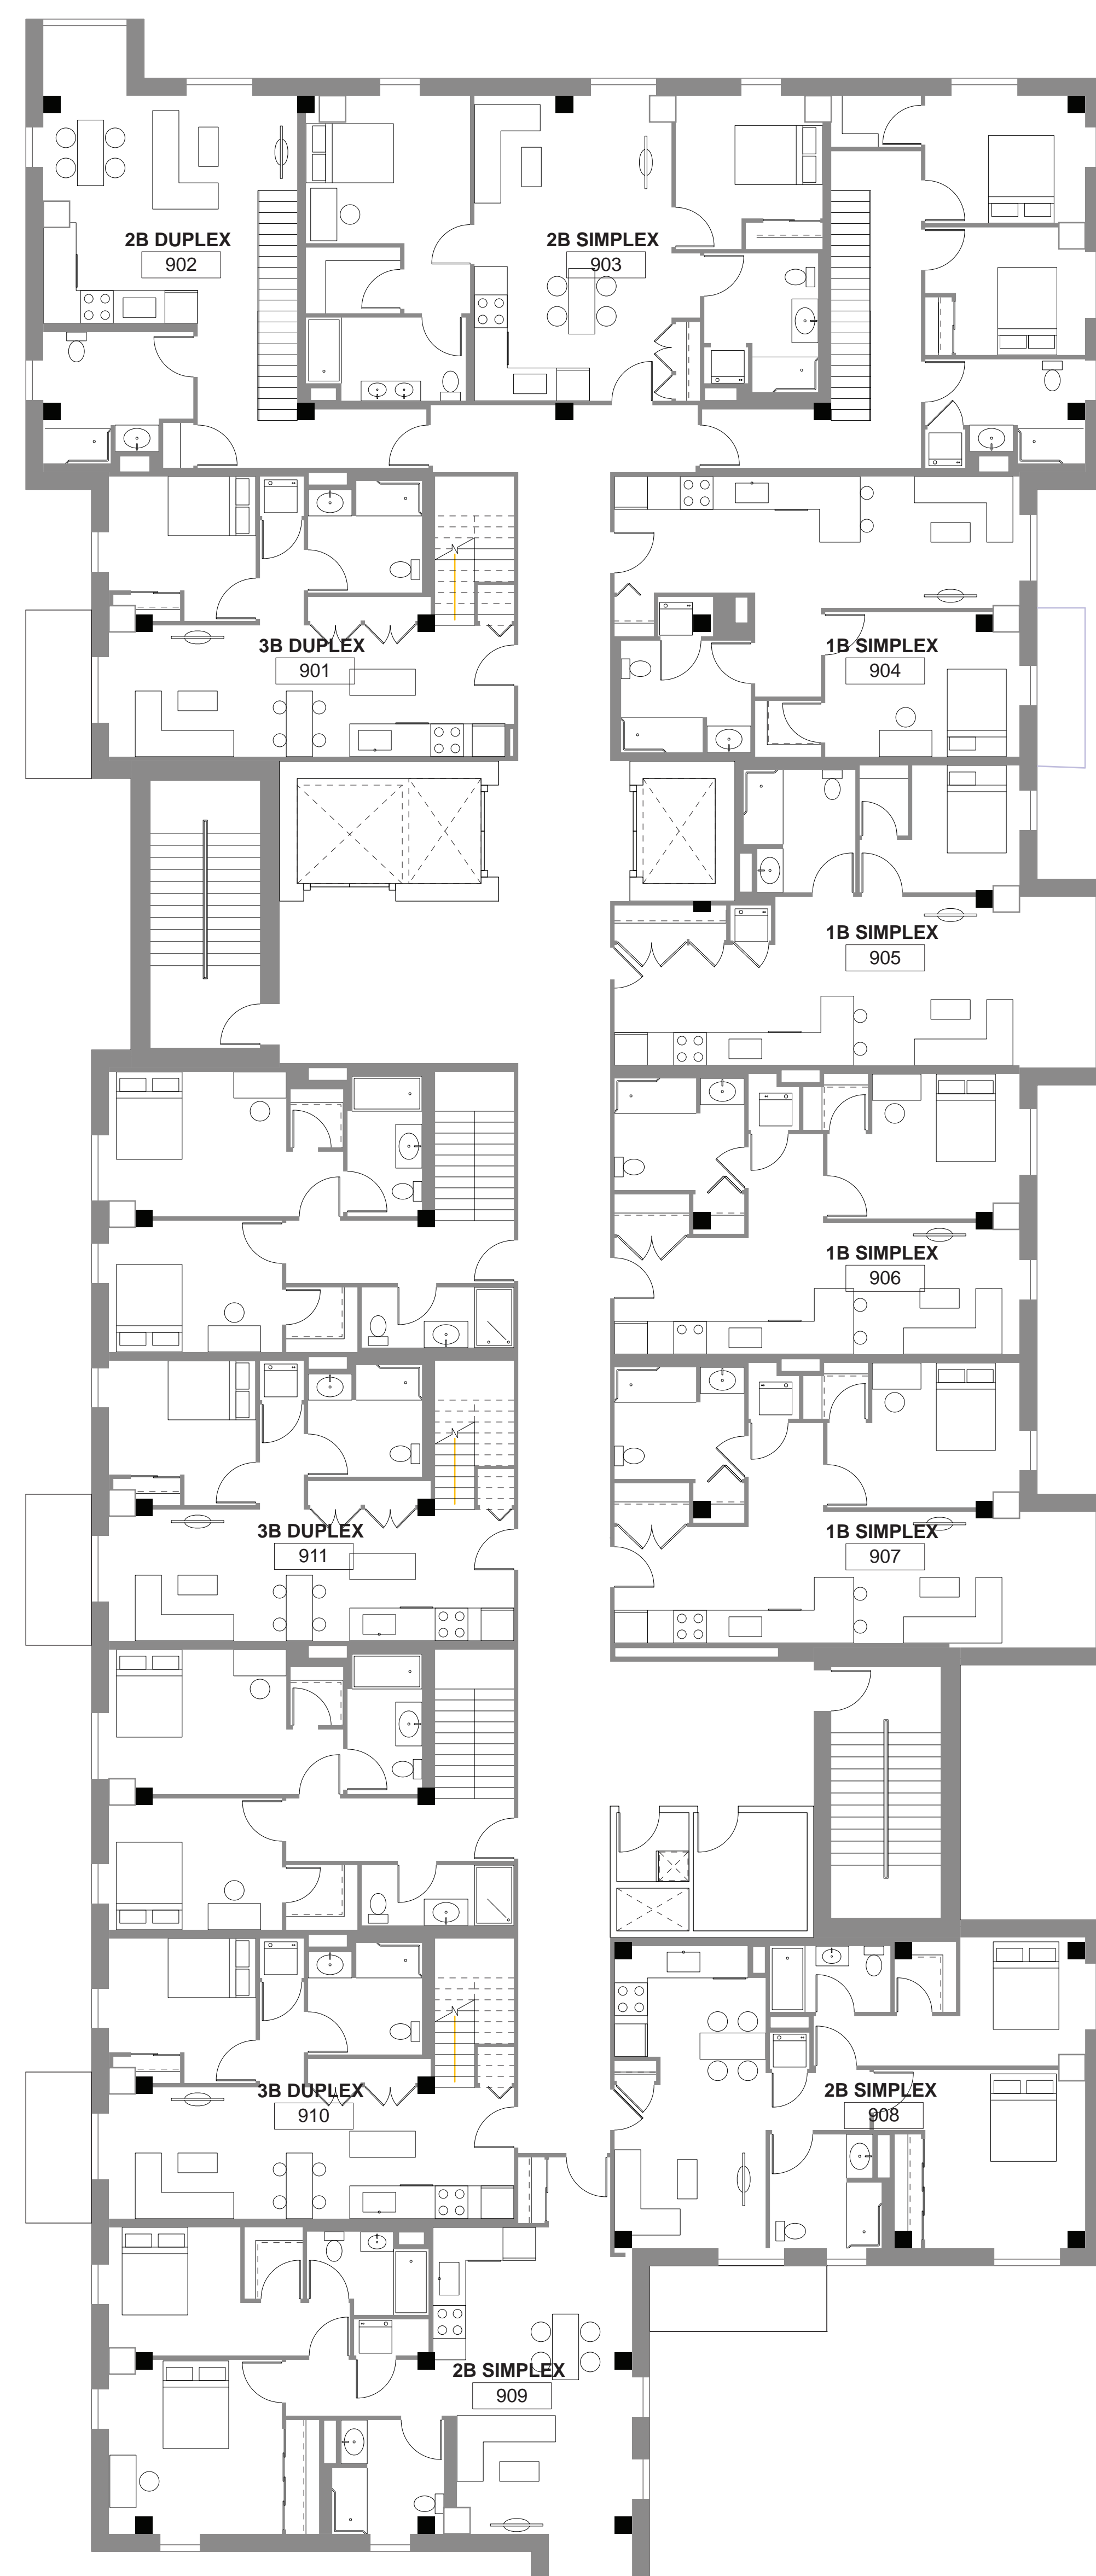 2B DUPLEX
902
2B SIMPLEX
903
3B DUPLEX
901
1B SIMPLEX
904
1B SIMPLEX
905
1B SIMPLEX
906
3B DUPLEX
911
1B SIMPLEX
907
3B DUPLEX
910
2B SIMPLEX
908
2B SIMPLEX
909